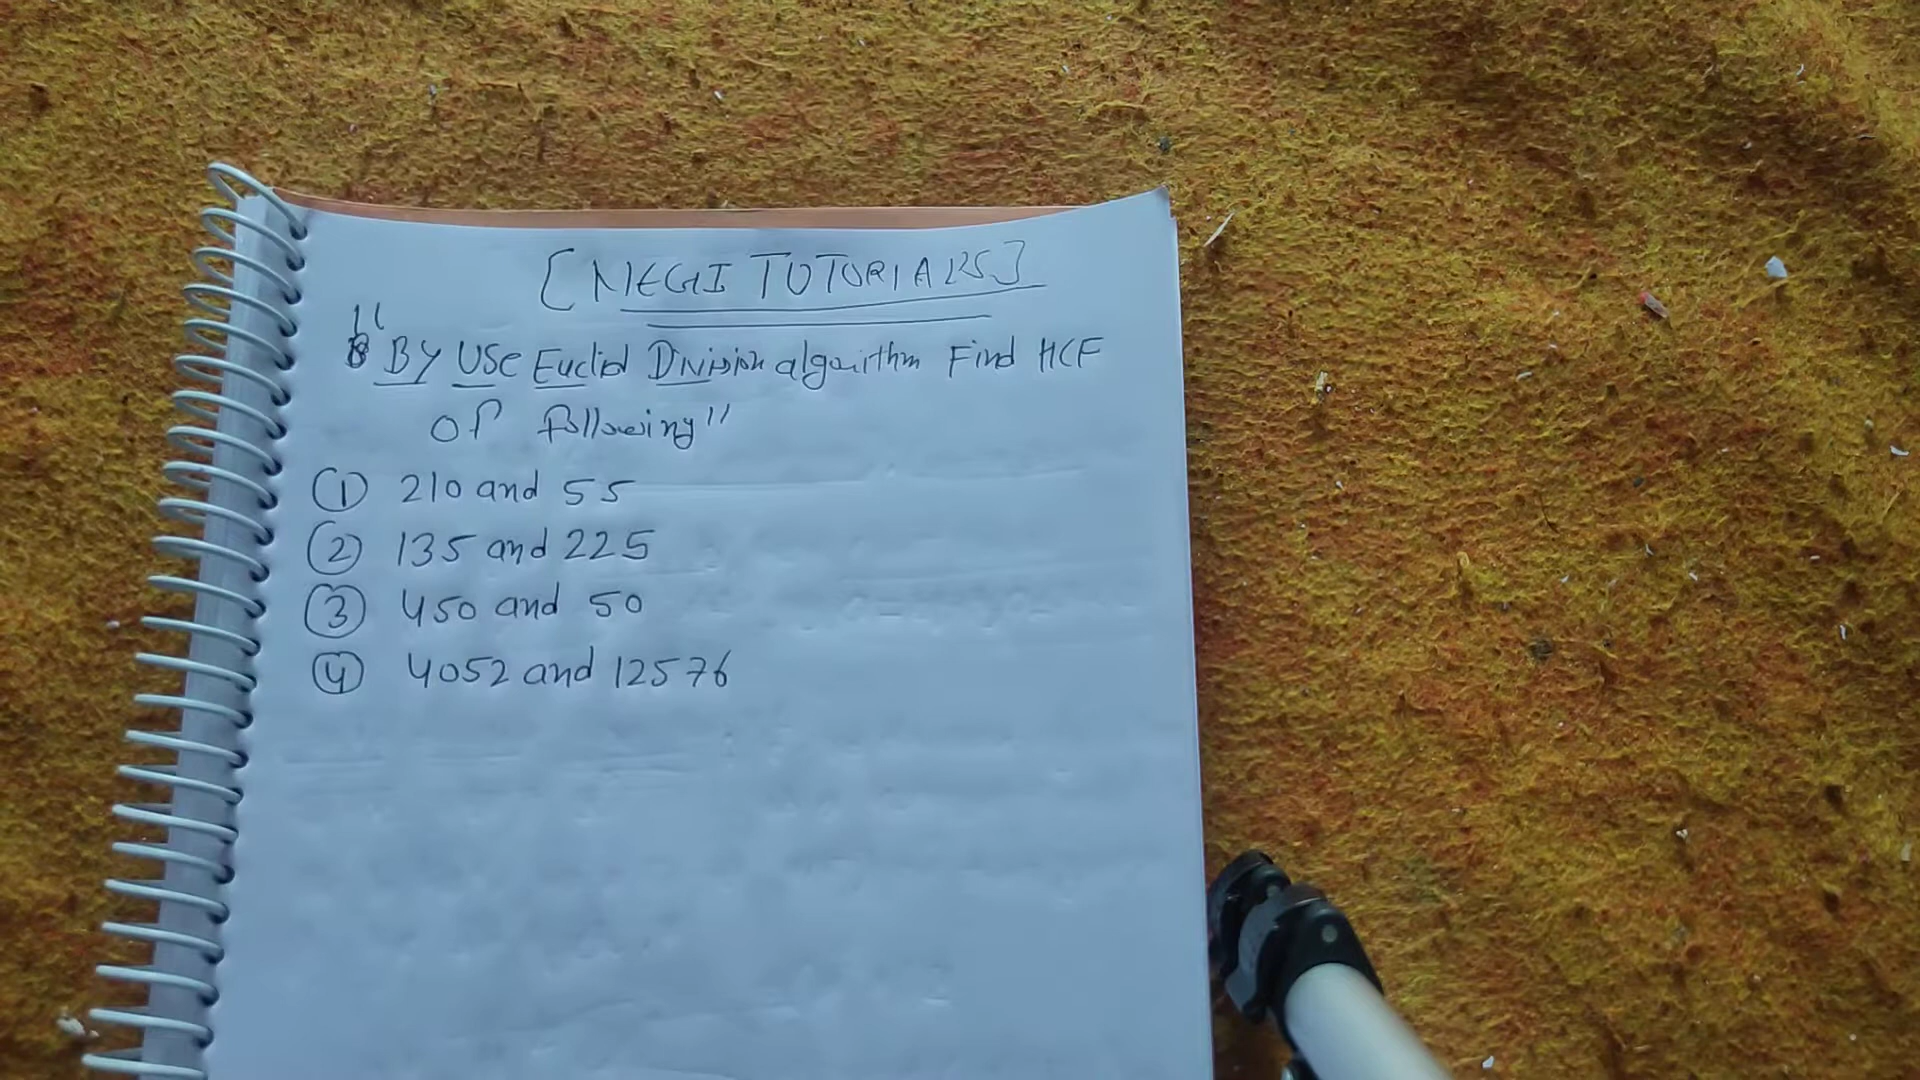 [NEGI TUTORIALS]
"BY USE Euclid Division algorithm Find HCF
of following"
① 210 and 55
② 135 and 225
③ 450 and 50
④ 4052 and 12576